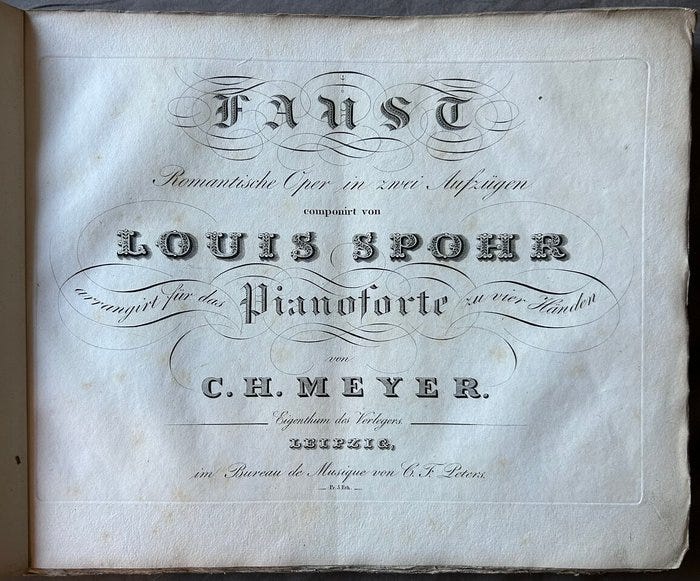 FAUST
Romantische Oper in zwei Aufzügen
componirt von
LOUIS SPOHR
arrangirt für das Pianoforte zu vier Händen
von
C. H. MEYER.
Eigenthum des Verlegers.
LEIPZIG,
im Bureau de Musique von C. F. Peters.